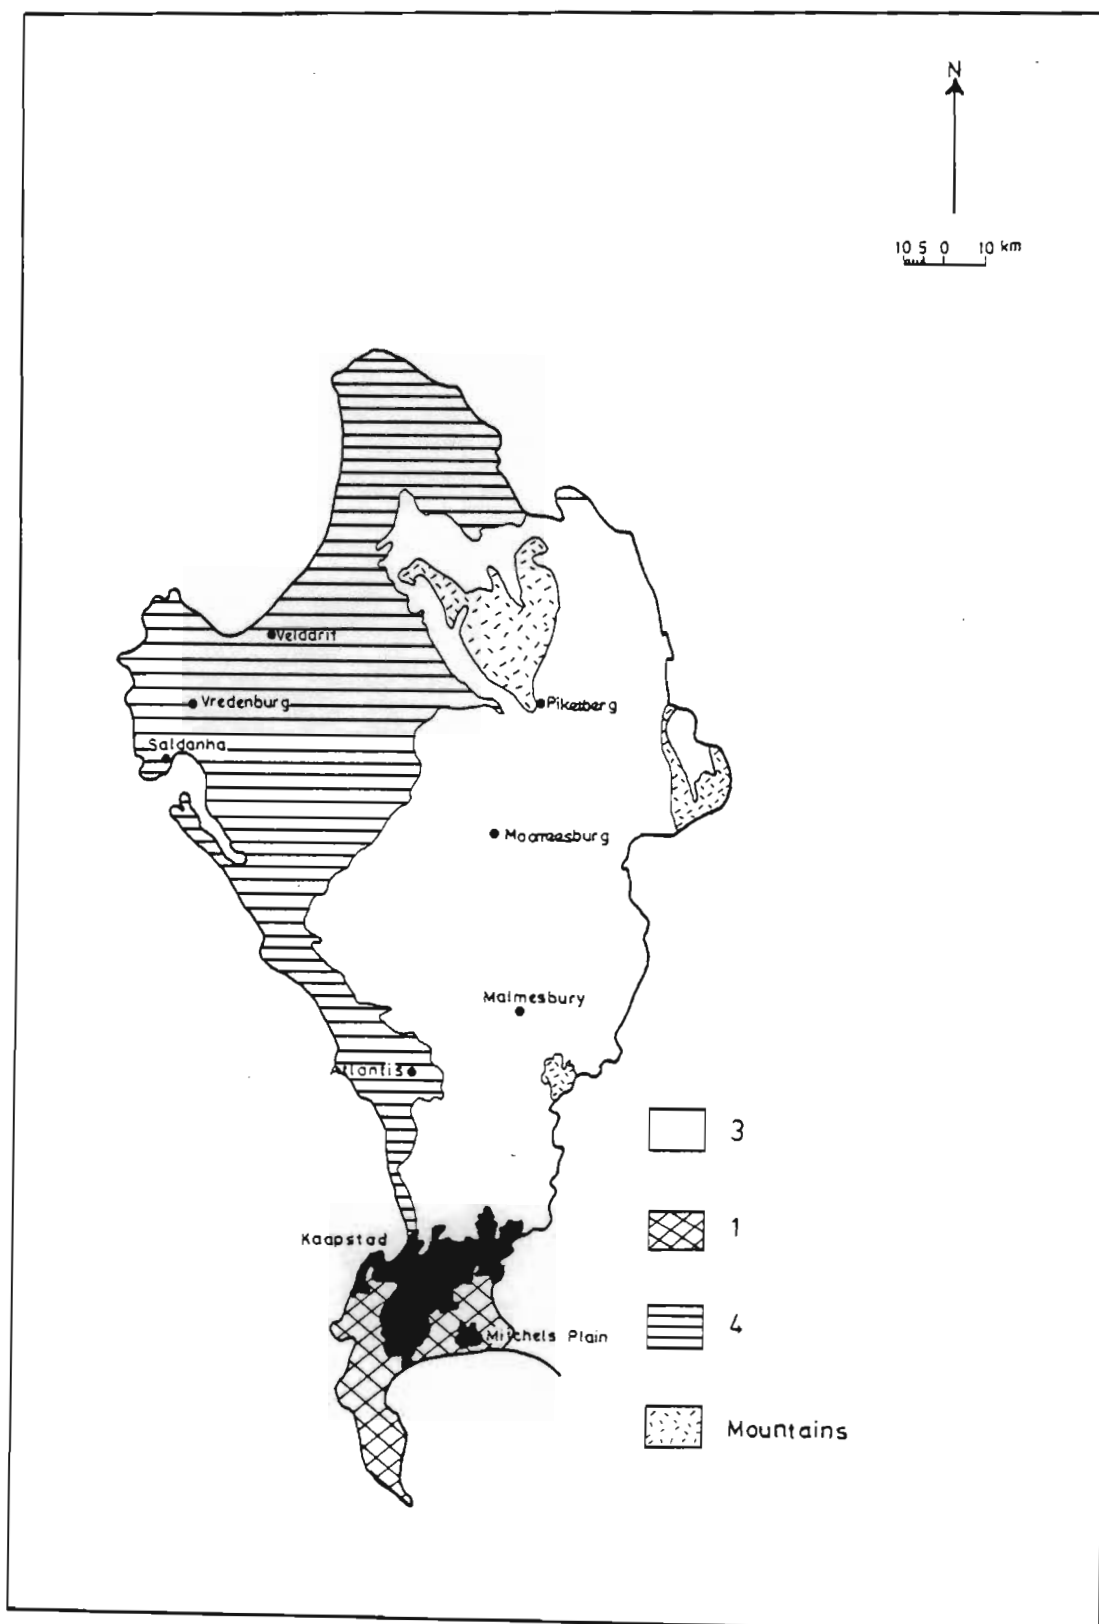 N
10 5 0 10 km
Velddrif
Vredenburg
Piketberg
Saldanha
Moorreesburg
Malmesbury
Atlantis
3
Kaapstad
1
4
Mitchels Plain
Mountains